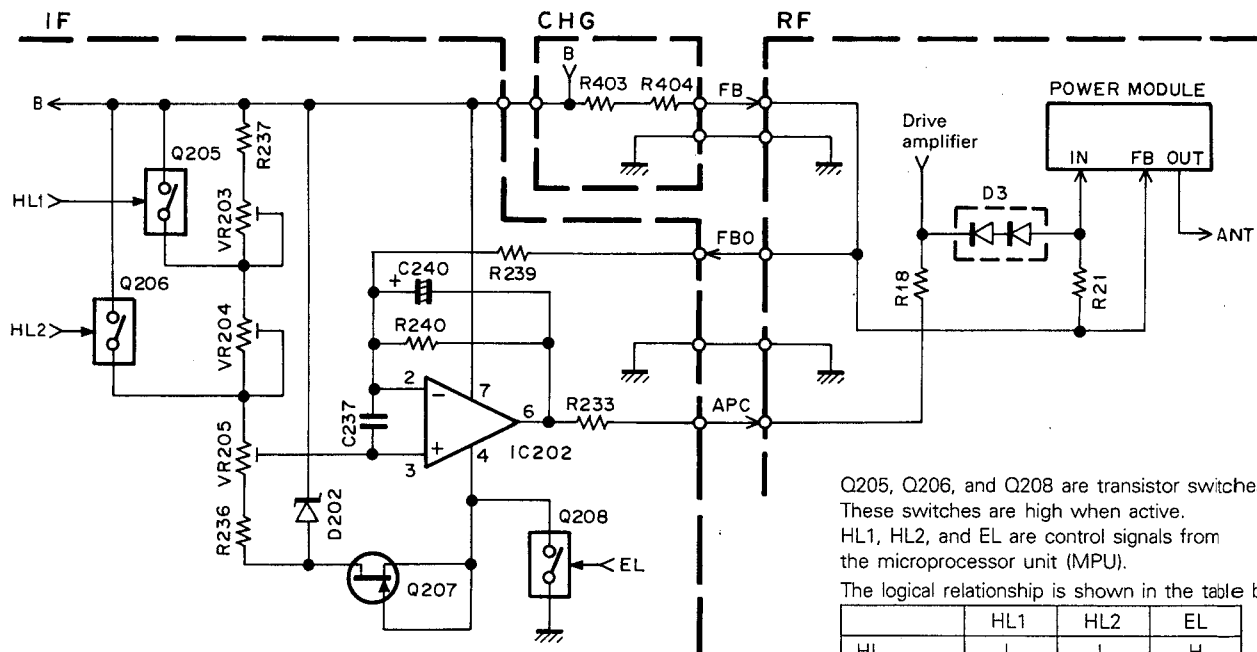 IF
CHG
RF
B
B
R403
R404
FB
POWER MODULE
Drive
amplifier
IN
FB
OUT
R237
Q205
HL1
VR203
D3
ANT
FBO
R239
R18
R21
C240
+
Q206
HL2
VR204
R240
2
7
−
C237
6
R233
APC
+
3
4
IC202
VR205
D202
R236
Q208
EL
Q207
Q205, Q206, and Q208 are transistor switche
These switches are high when active.
HL1, HL2, and EL are control signals from
the microprocessor unit (MPU).
The logical relationship is shown in the table b
HL1 HL2 EL
HL L L H